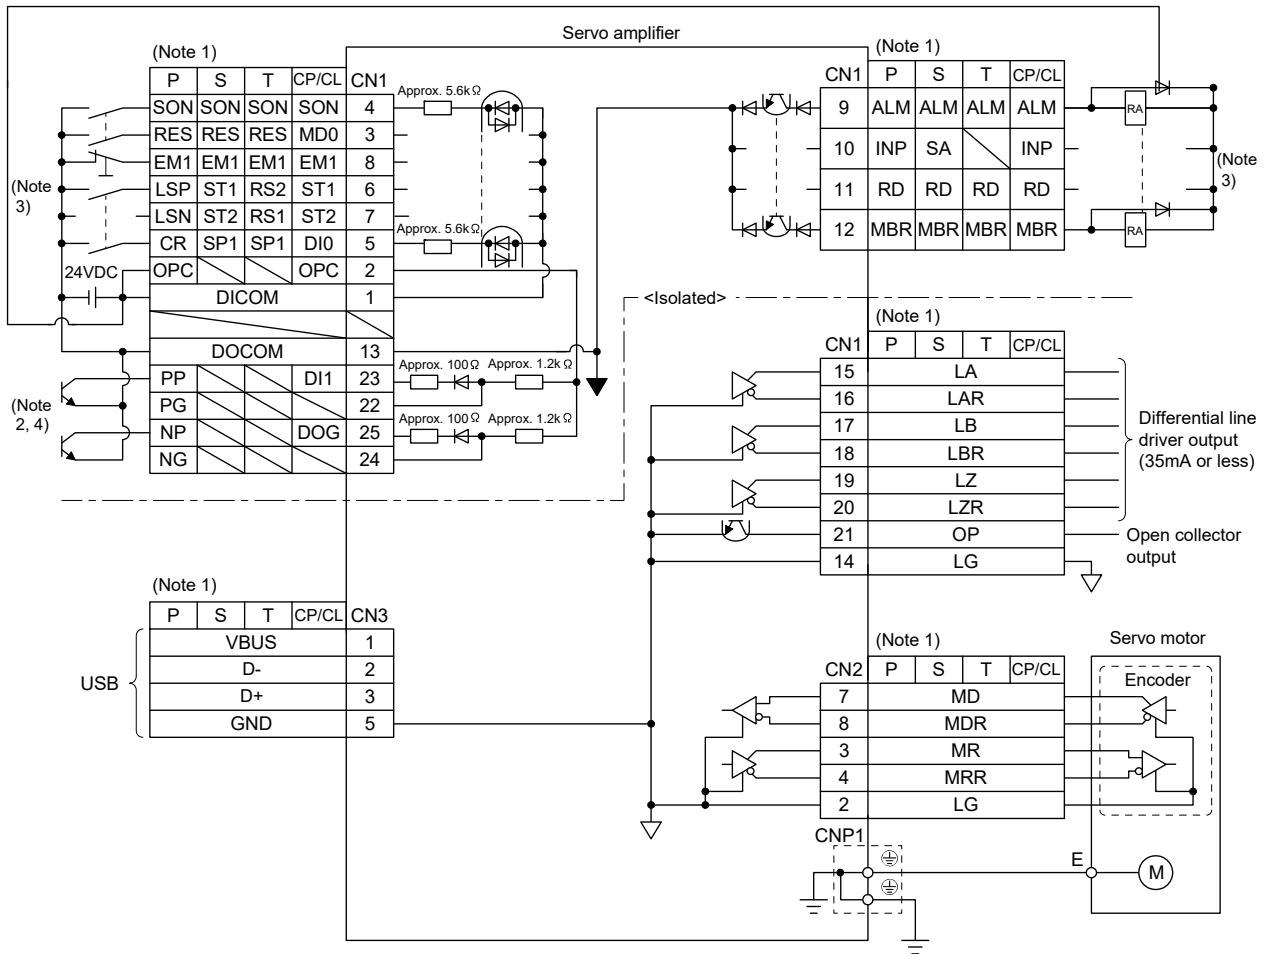 Servo amplifier
(Note 1)
P S T CP/CL CN1
SON SON SON SON 4
RES RES RES MD0 3
EM1 EM1 EM1 EM1 8
LSP ST1 RS2 ST1 6
LSN ST2 RS1 ST2 7
CR SP1 SP1 DI0 5
OPC OPC 2
DICOM 1
DOCOM 13
PP DI1 23
PG 22
NP DOG 25
NG 24
(Note
3)
24VDC
(Note
2, 4)
Approx. 5.6kΩ
Approx. 5.6kΩ
Approx. 100Ω Approx. 1.2kΩ
Approx. 100Ω Approx. 1.2kΩ
(Note 1)
CN1 P S T CP/CL
9 ALM ALM ALM ALM
10 INP SA INP
11 RD RD RD RD
12 MBR MBR MBR MBR
RA
RA
(Note
3)
<Isolated>
(Note 1)
CN1 P S T CP/CL
15 LA
16 LAR
17 LB
18 LBR
19 LZ
20 LZR
21 OP
14 LG
Differential line
driver output
(35mA or less)
Open collector
output
(Note 1)
P S T CP/CL CN3
VBUS 1
D- 2
D+ 3
GND 5
USB
(Note 1)
CN2 P S T CP/CL
7 MD
8 MDR
3 MR
4 MRR
2 LG
Servo motor
Encoder
CNP1
E
M